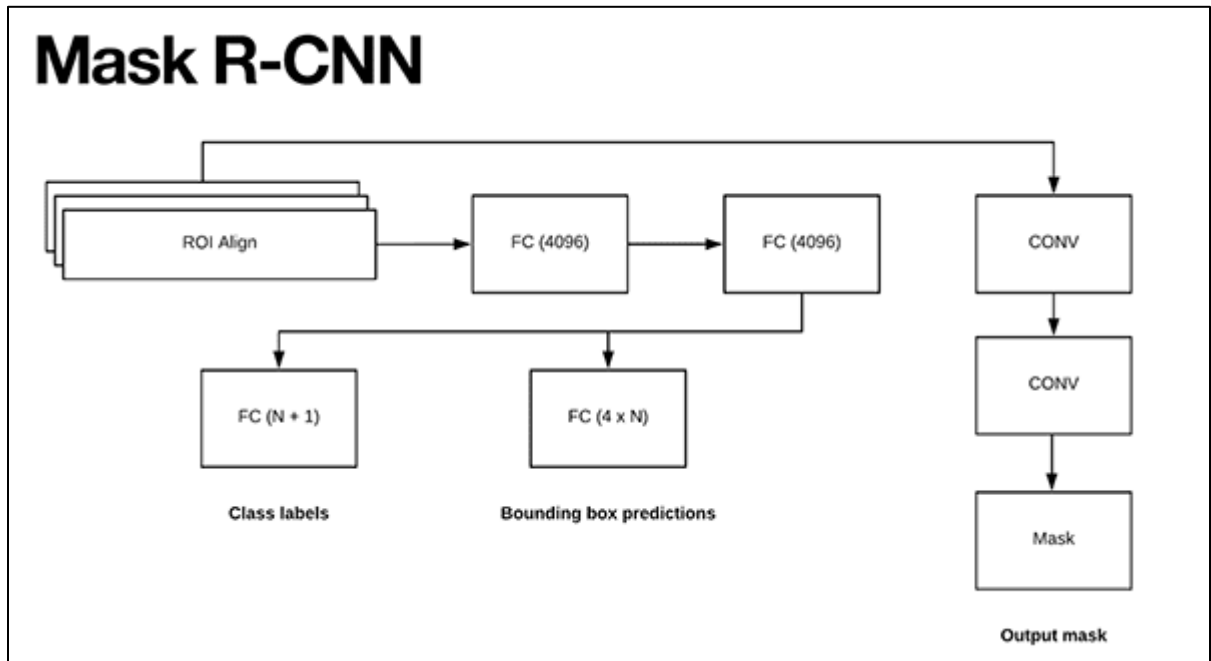 Mask R-CNN
ROI Align
FC (4096)
FC (4096)
CONV
CONV
FC (N + 1)
FC (4 x N)
Class labels
Bounding box predictions
Mask
Output mask